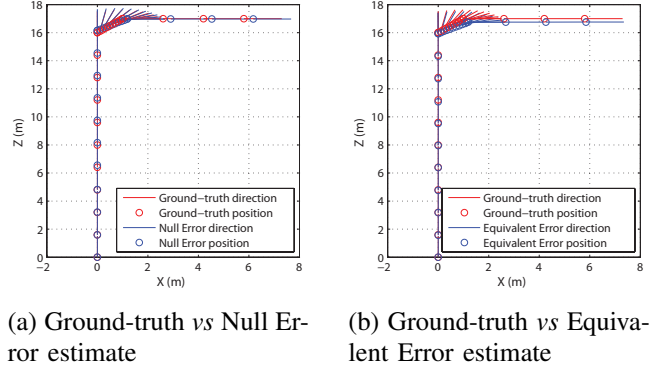 18
16
14
12
10
8
6
4
2
0
−2 0 2 4 6 8
Z (m)
X (m)
Ground−truth direction
Ground−truth position
Null Error direction
Null Error position
18
16
14
12
10
8
6
4
2
0
−2 0 2 4 6 8
Z (m)
X (m)
Ground−truth direction
Ground−truth position
Equivalent Error direction
Equivalent Error position
(a) Ground-truth vs Null Er-
ror estimate
(b) Ground-truth vs Equiva-
lent Error estimate